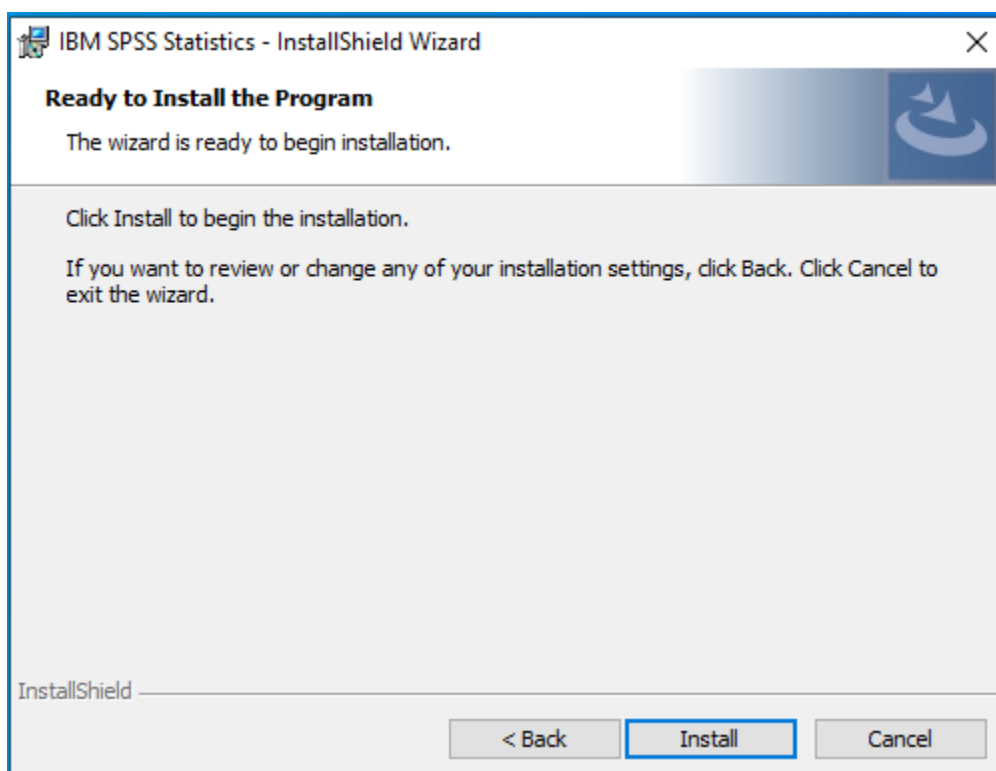 IBM SPSS Statistics - InstallShield Wizard
Ready to Install the Program
The wizard is ready to begin installation.
Click Install to begin the installation.
If you want to review or change any of your installation settings, click Back. Click Cancel to
exit the wizard.
InstallShield
< Back
Install
Cancel